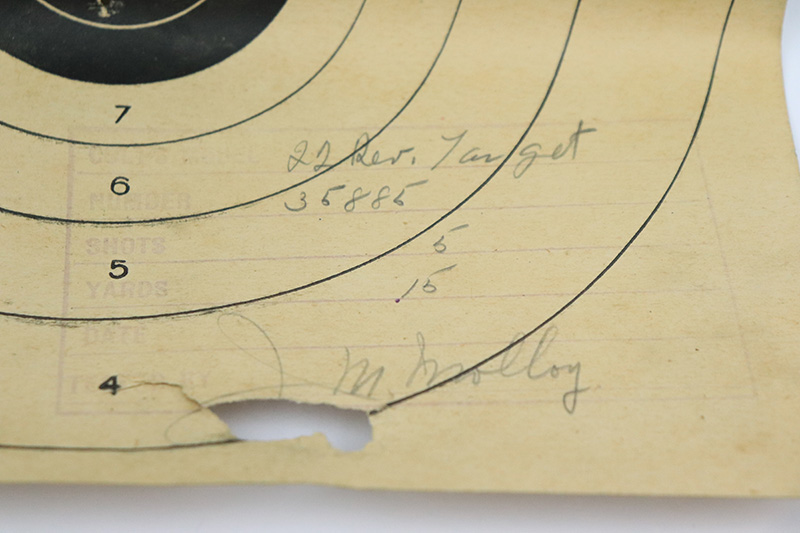 7
22 Rev. Target
NUMBER 35885
6
SHOTS 5
5
YARDS 15
DATE
4
J. M. Molloy